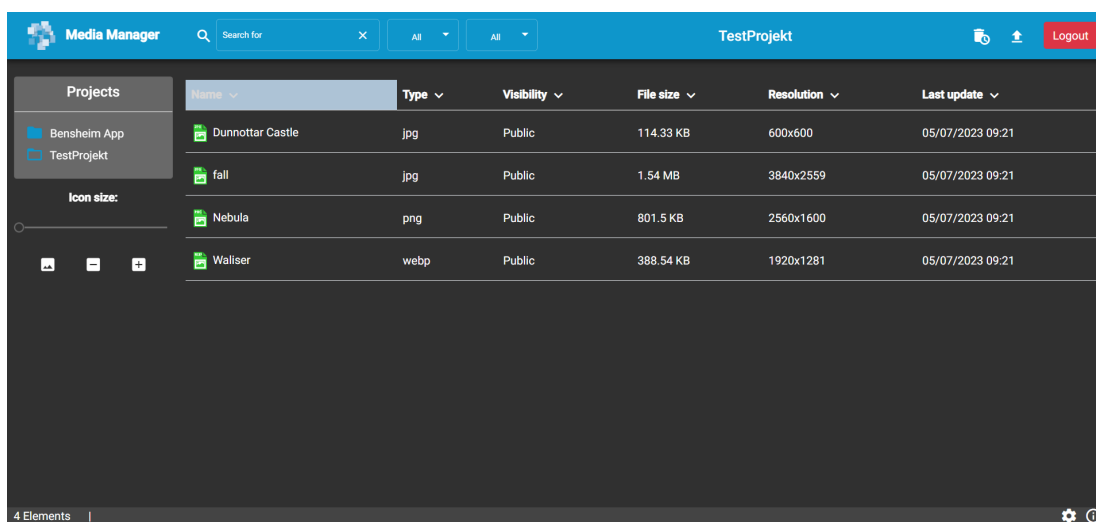 Media Manager Search for All All TestProjekt Logout
Projects
Bensheim App
TestProjekt
Icon size:
Name Type Visibility File size Resolution Last update
Dunnottar Castle jpg Public 114.33 KB 600x600 05/07/2023 09:21
fall jpg Public 1.54 MB 3840x2559 05/07/2023 09:21
Nebula png Public 801.5 KB 2560x1600 05/07/2023 09:21
Waliser webp Public 388.54 KB 1920x1281 05/07/2023 09:21
4 Elements